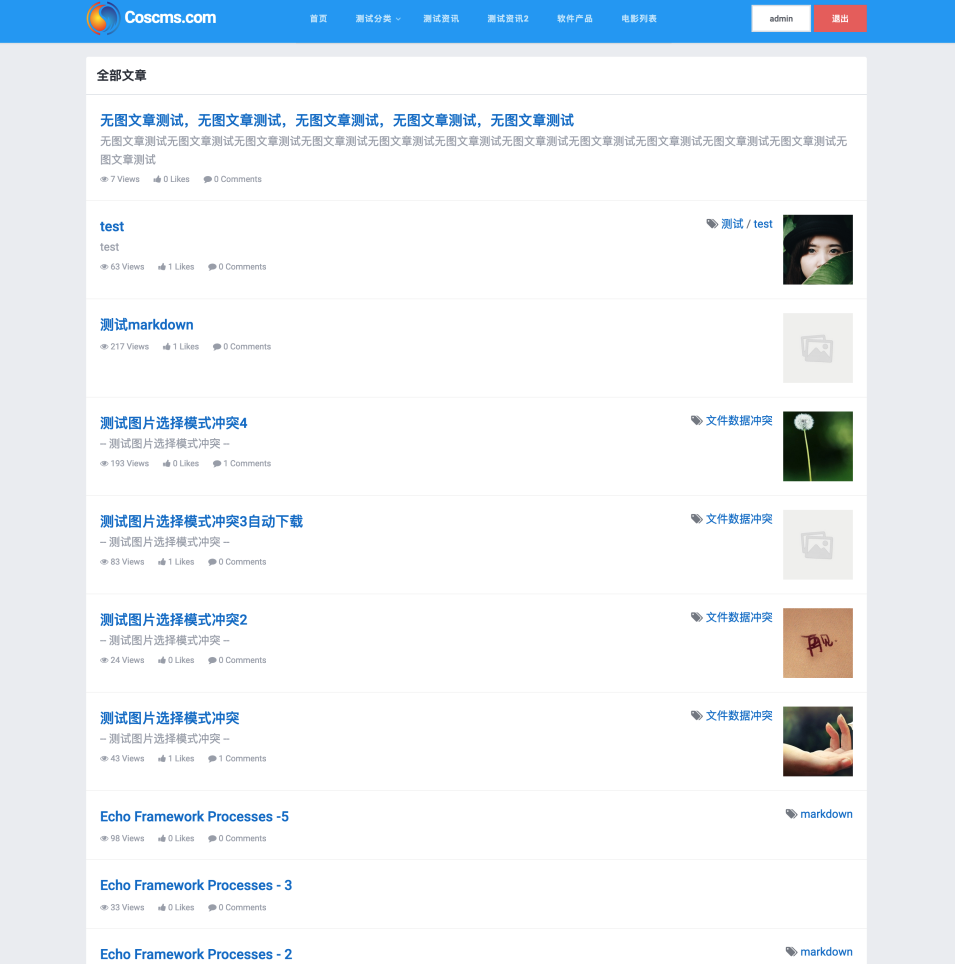 Coscms.com
首页 测试分类 测试资讯 测试资讯2 软件产品 电影列表
admin 退出
全部文章
无图文章测试，无图文章测试，无图文章测试，无图文章测试，无图文章测试
无图文章测试无图文章测试无图文章测试无图文章测试无图文章测试无图文章测试无图文章测试无图文章测试无图文章测试无图文章测试无图文章测试无
图文章测试
7 Views 0 Likes 0 Comments
test
测试 / test
test
63 Views 1 Likes 0 Comments
测试markdown
217 Views 1 Likes 0 Comments
测试图片选择模式冲突4
文件数据冲突
– 测试图片选择模式冲突 –
193 Views 0 Likes 1 Comments
测试图片选择模式冲突3自动下载
文件数据冲突
– 测试图片选择模式冲突 –
83 Views 1 Likes 0 Comments
测试图片选择模式冲突2
文件数据冲突
– 测试图片选择模式冲突 –
24 Views 0 Likes 0 Comments
测试图片选择模式冲突
文件数据冲突
– 测试图片选择模式冲突 –
43 Views 1 Likes 1 Comments
Echo Framework Processes -5
markdown
98 Views 0 Likes 0 Comments
Echo Framework Processes - 3
33 Views 0 Likes 0 Comments
Echo Framework Processes - 2
markdown